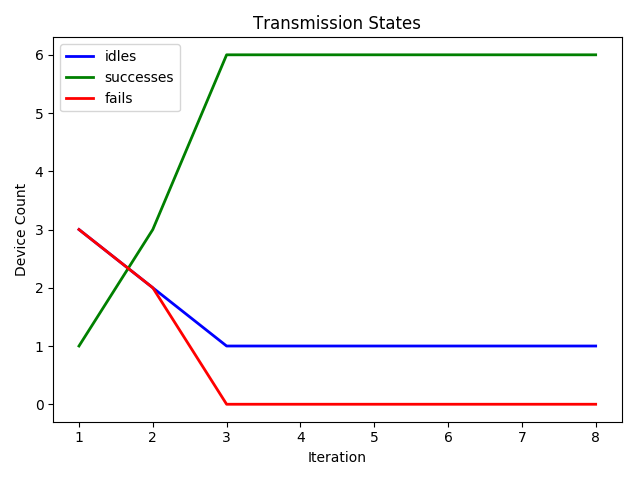 Transmission States
idles
successes
fails
6
5
4
3
2
1
0
Device Count
1 2 3 4 5 6 7 8
Iteration